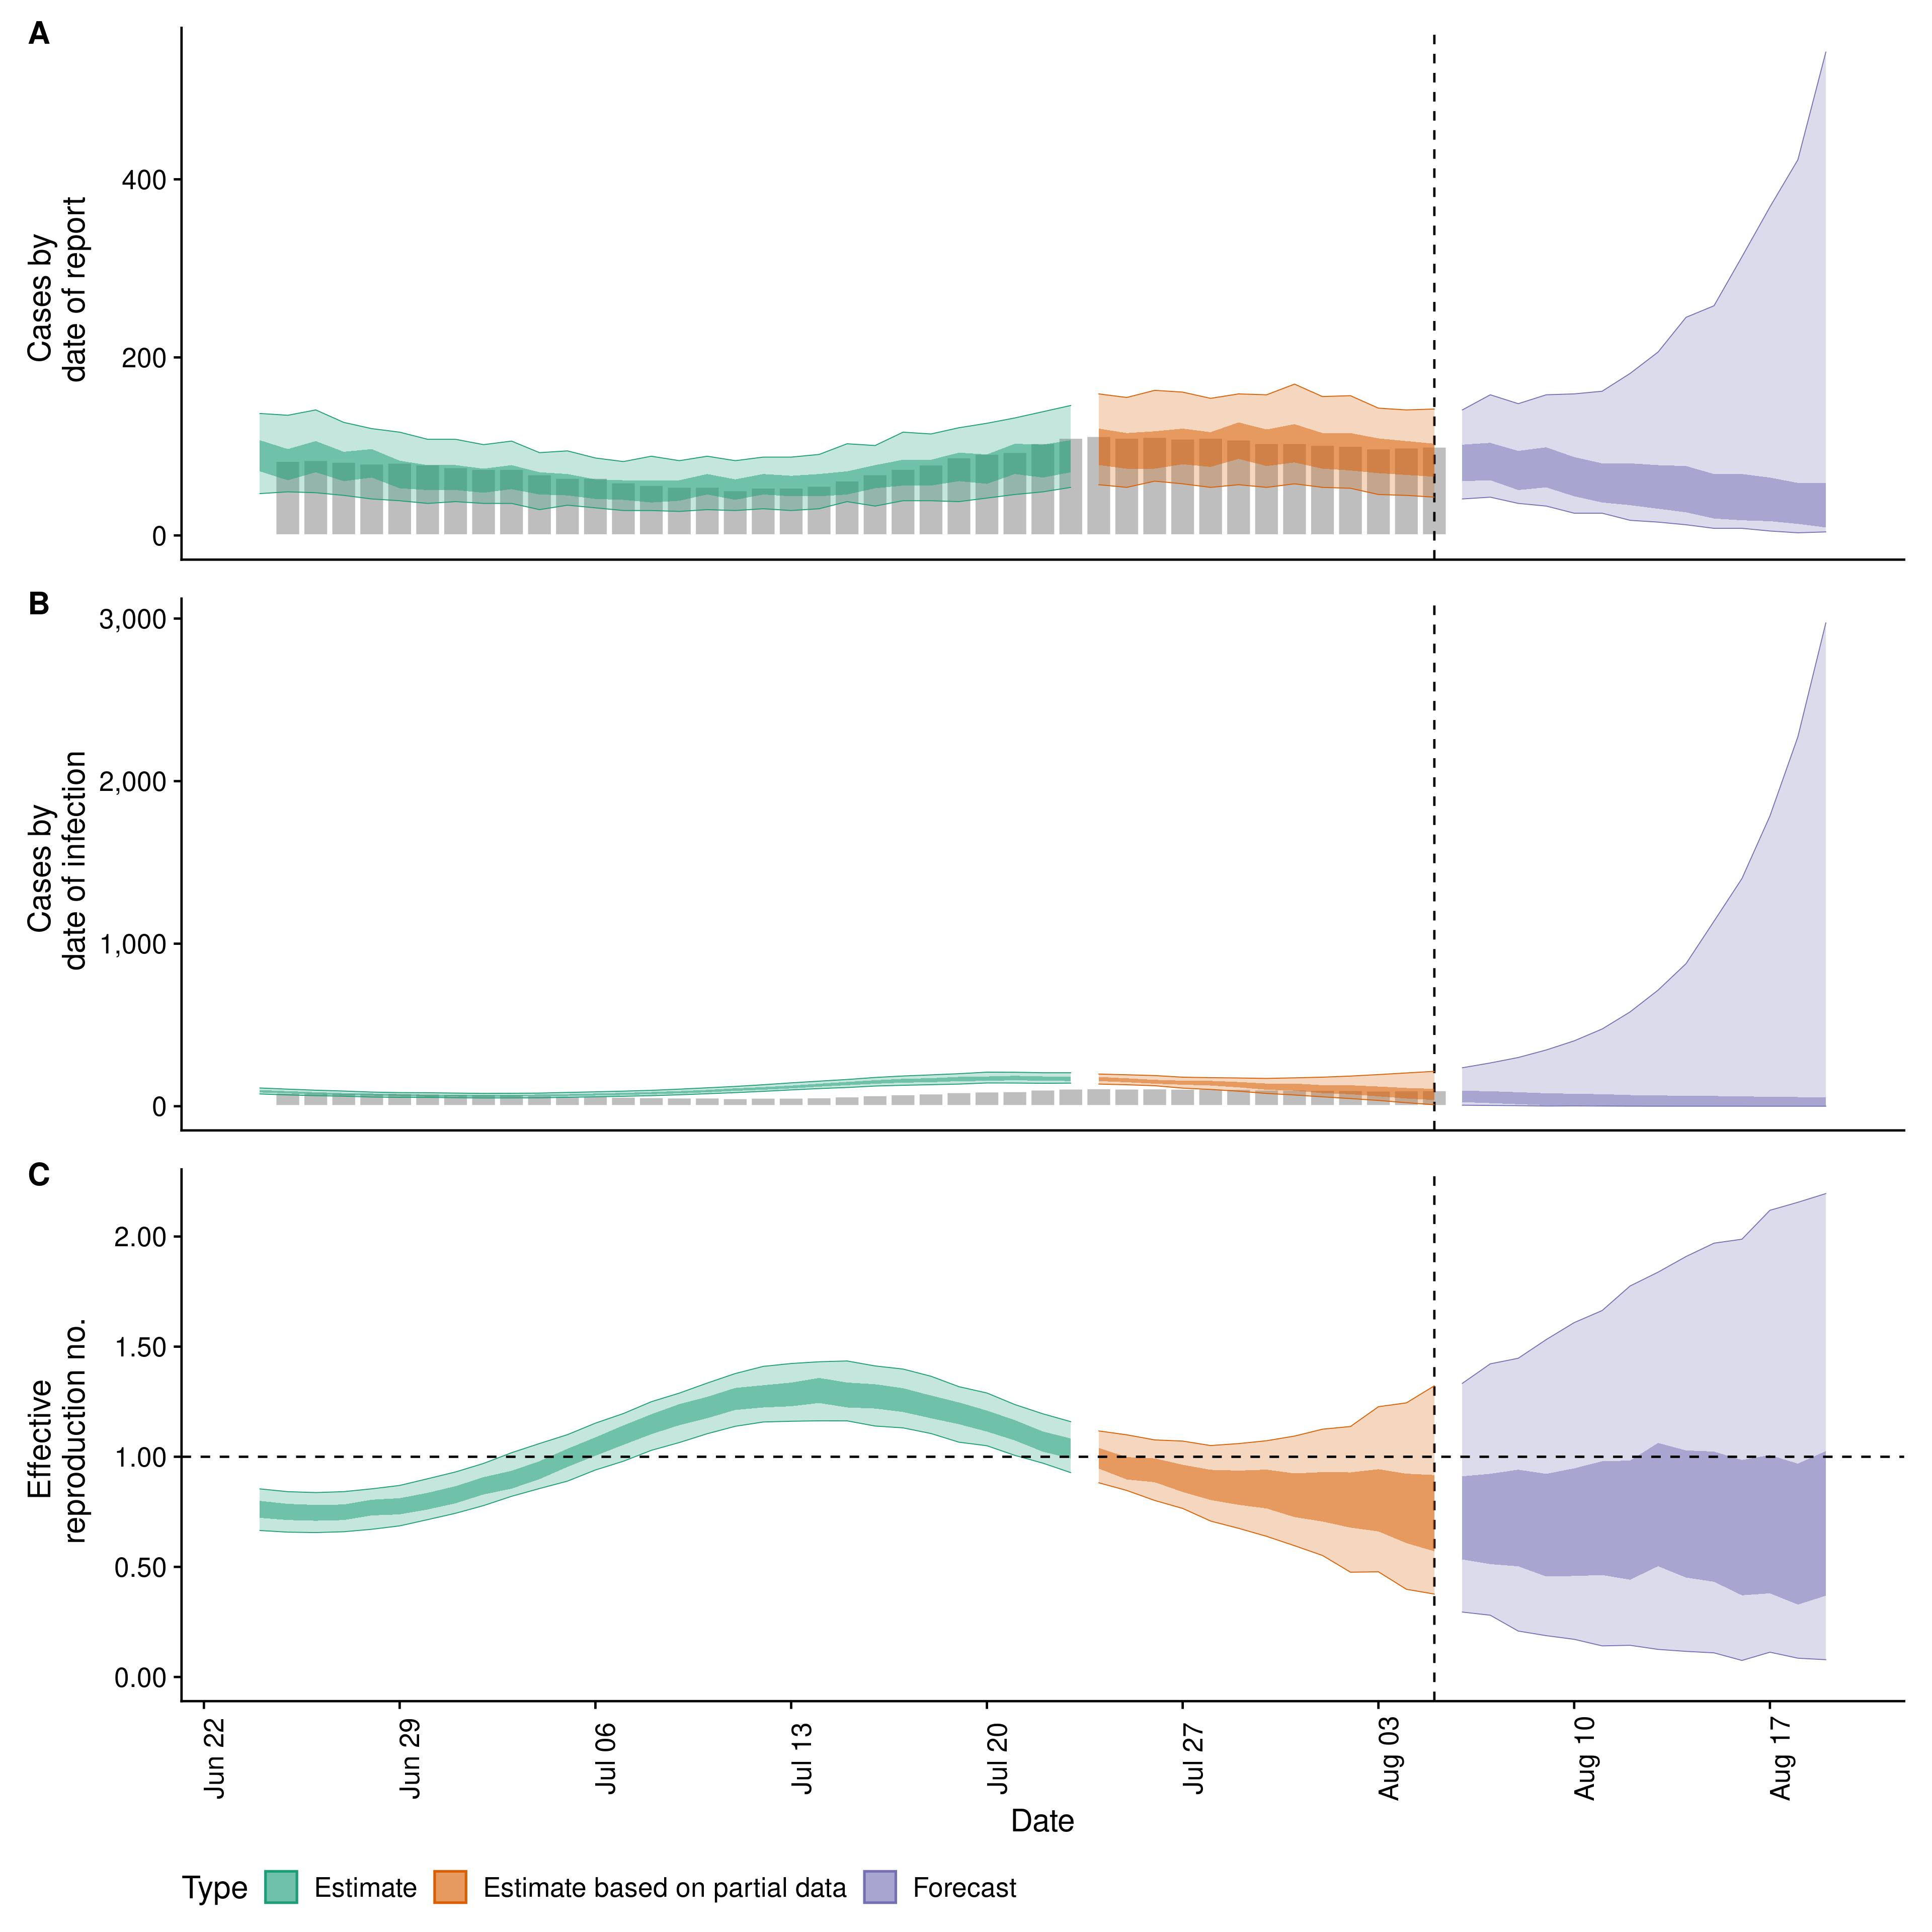 A
Cases by
date of report
400
200
0
B
Cases by
date of infection
3,000
2,000
1,000
0
C
Effective
reproduction no.
2.00
1.50
1.00
0.50
0.00
Jun 22
Jun 29
Jul 06
Jul 13
Jul 20
Jul 27
Aug 03
Aug 10
Aug 17
Date
Type Estimate Estimate based on partial data Forecast